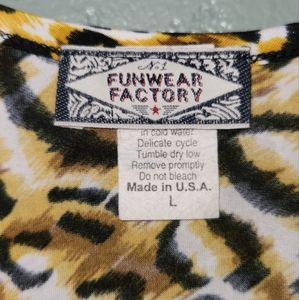 No.1
FUNWEAR
FACTORY
in cold water
Delicate cycle
Tumble dry low
Remove promptly
Do not bleach
Made in U.S.A.
L